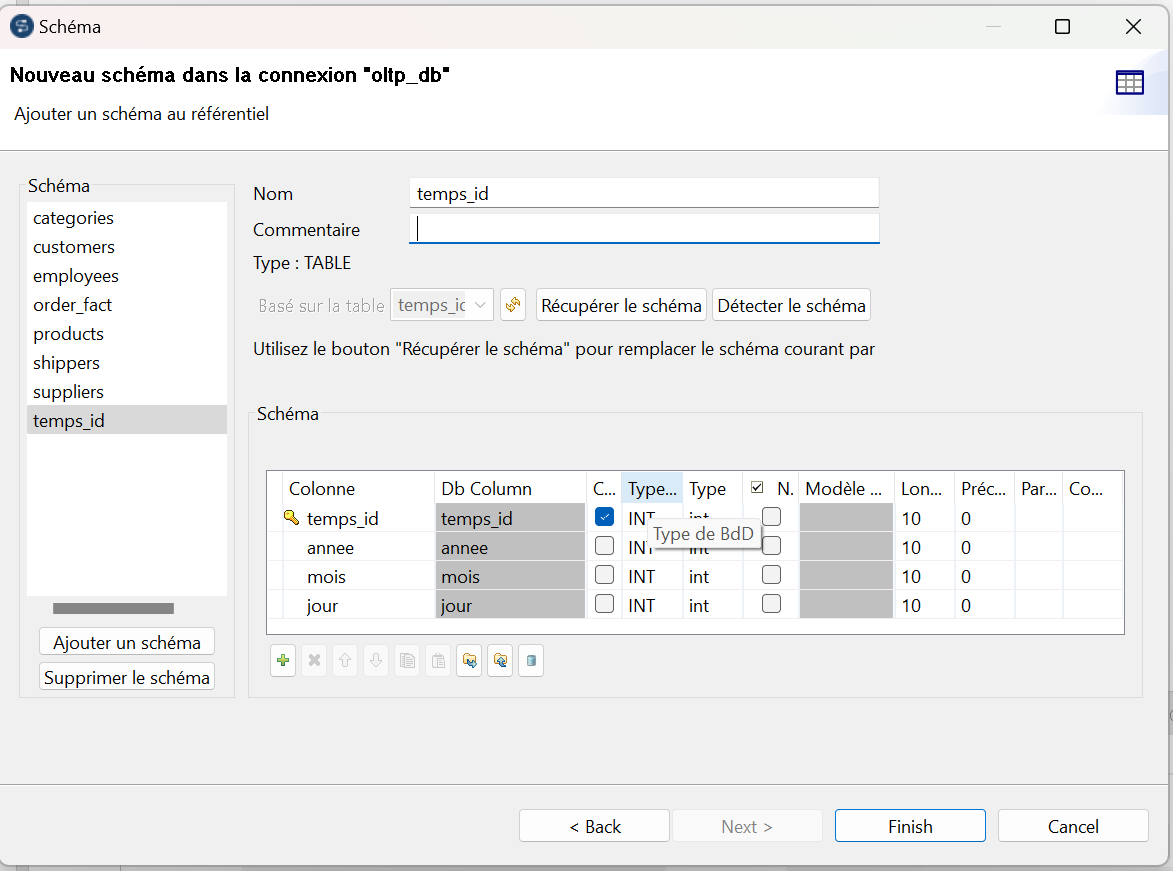 Schéma
Nouveau schéma dans la connexion "oltp_db"
Ajouter un schéma au référentiel
Schéma
categories
customers
employees
order_fact
products
shippers
suppliers
temps_id
Ajouter un schéma
Supprimer le schéma
Nom temps_id
Commentaire
Type : TABLE
Basé sur la table temps_id Récupérer le schéma Détecter le schéma
Utilisez le bouton "Récupérer le schéma" pour remplacer le schéma courant par
Schéma
Colonne Db Column C... Type... Type N. Modèle ... Lon... Préc... Par... Co...
temps_id temps_id INT int 10 0
Type de BdD
annee annee INT int 10 0
mois mois INT int 10 0
jour jour INT int 10 0
< Back Next > Finish Cancel